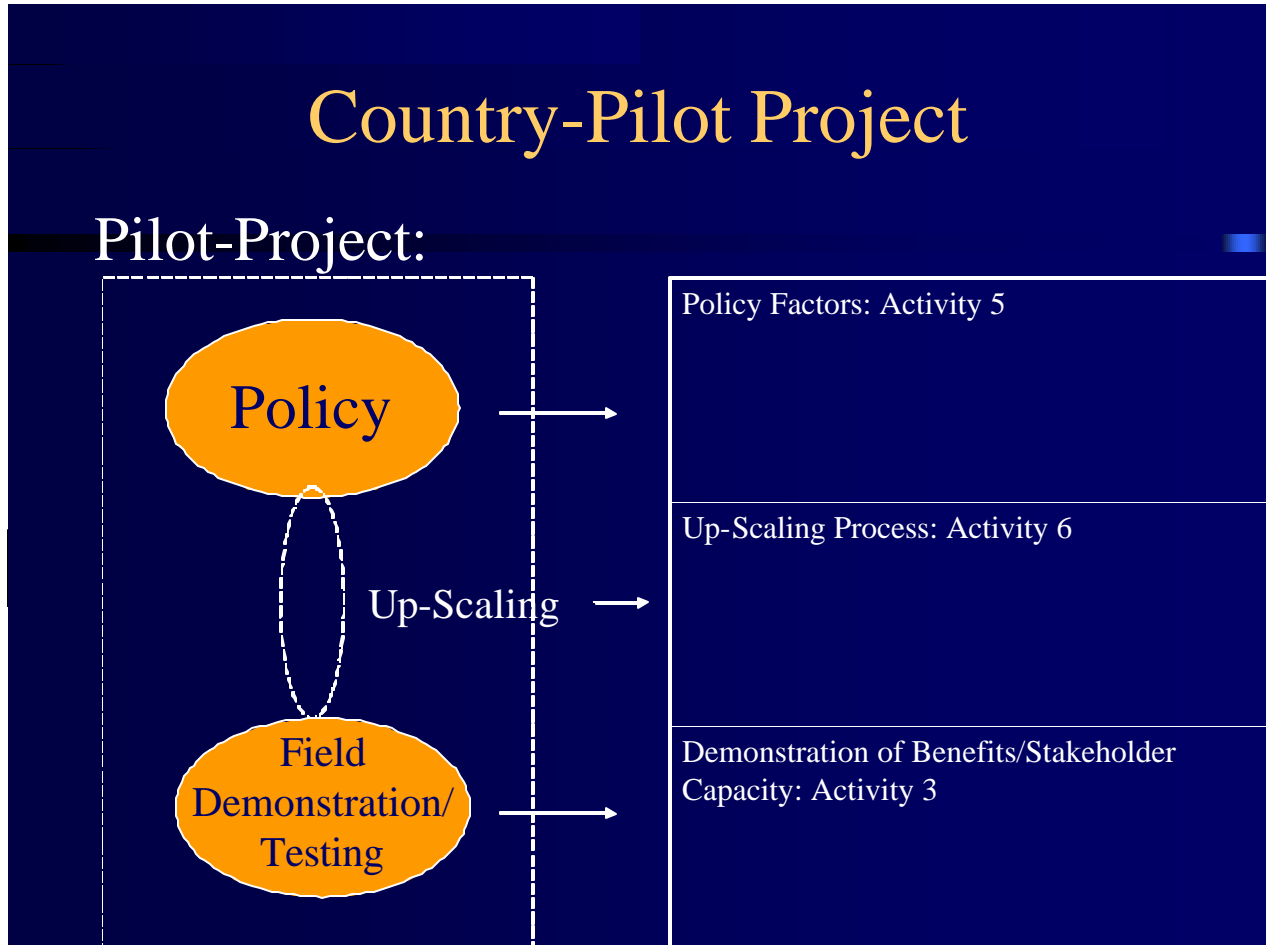 Country-Pilot Project
Pilot-Project:
Policy
Up-Scaling
Field
Demonstration/
Testing
Policy Factors: Activity 5
Up-Scaling Process: Activity 6
Demonstration of Benefits/Stakeholder
Capacity: Activity 3